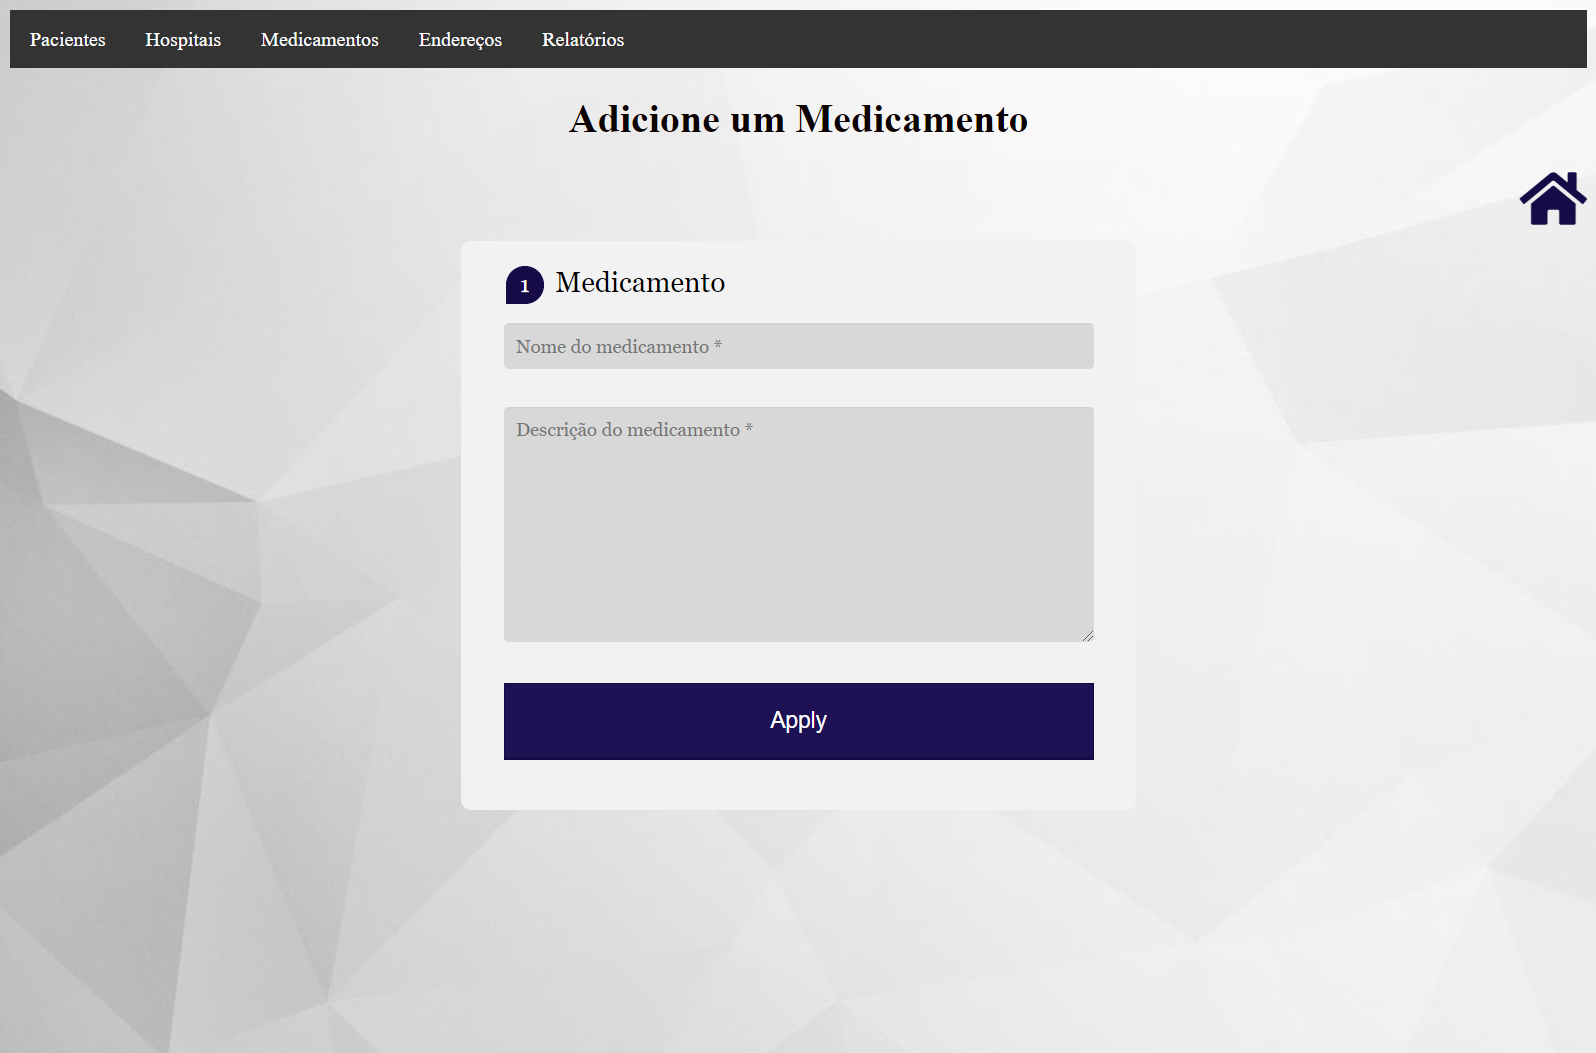 Pacientes Hospitais Medicamentos Endereços Relatórios
Adicione um Medicamento
1 Medicamento
Nome do medicamento *
Descrição do medicamento *
Apply